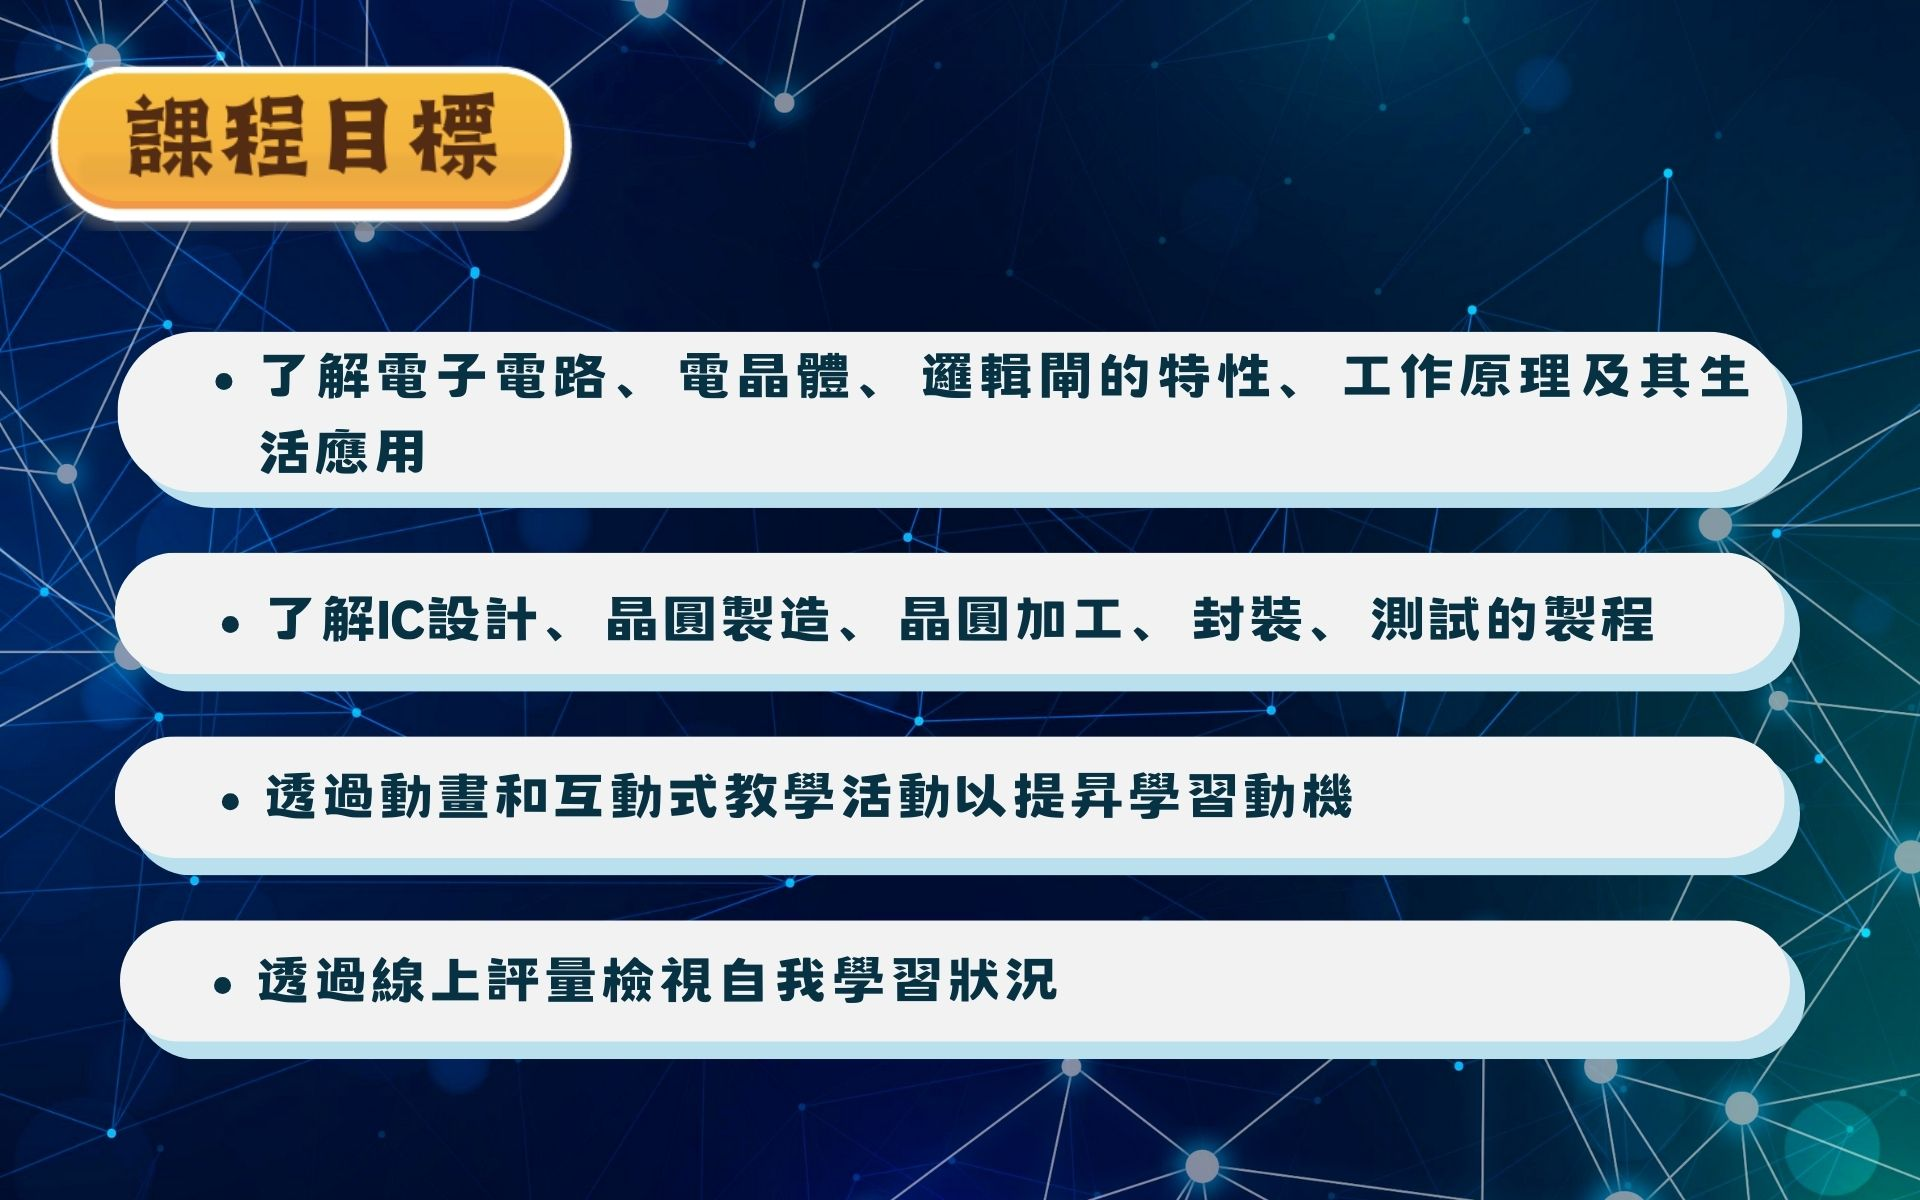 課程目標
• 了解電子電路、電晶體、邏輯閘的特性、工作原理及其生
活應用
• 了解IC設計、晶圓製造、晶圓加工、封裝、測試的製程
• 透過動畫和互動式教學活動以提昇學習動機
• 透過線上評量檢視自我學習狀況